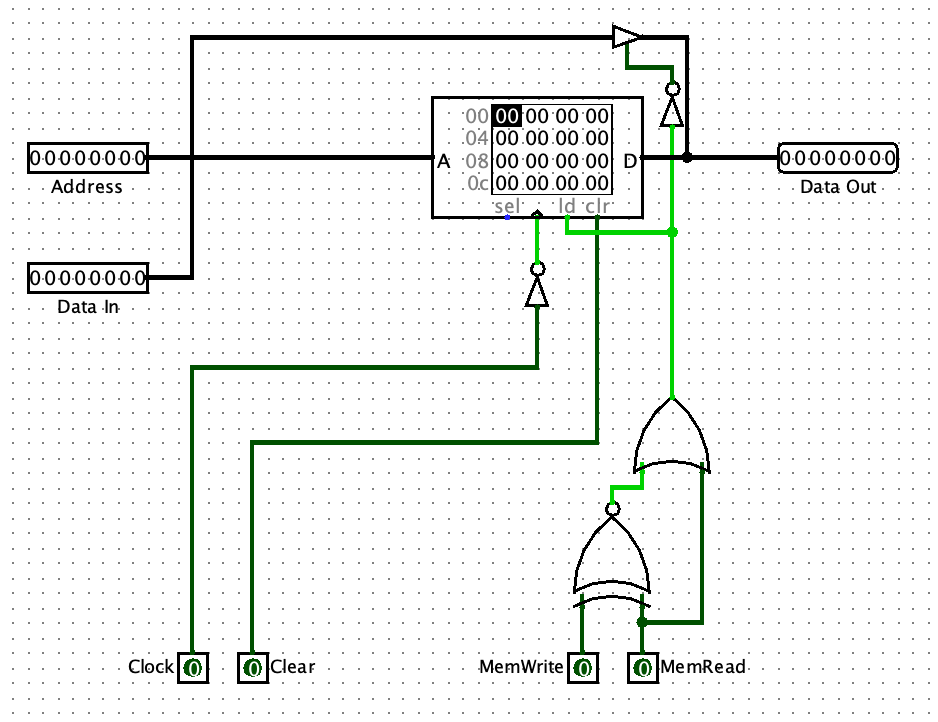 00 00 00 00 00
04 00 00 00 00
A 08 00 00 00 00 D
0c 00 00 00 00
sel ld clr
00000000
Address
00000000
Data Out
00000000
Data In
Clock 0
0 Clear
MemWrite 0
0 MemRead